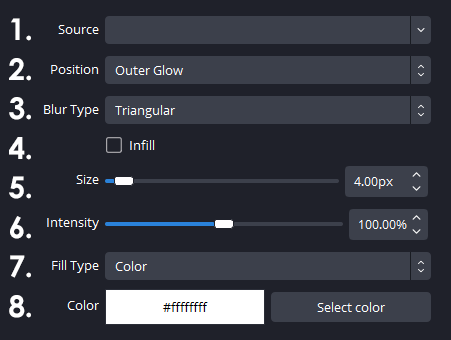 1. Source
2. Position Outer Glow
3. Blur Type Triangular
4. Infill
5. Size 4.00px
6. Intensity 100.00%
7. Fill Type Color
8. Color #ffffffff Select color